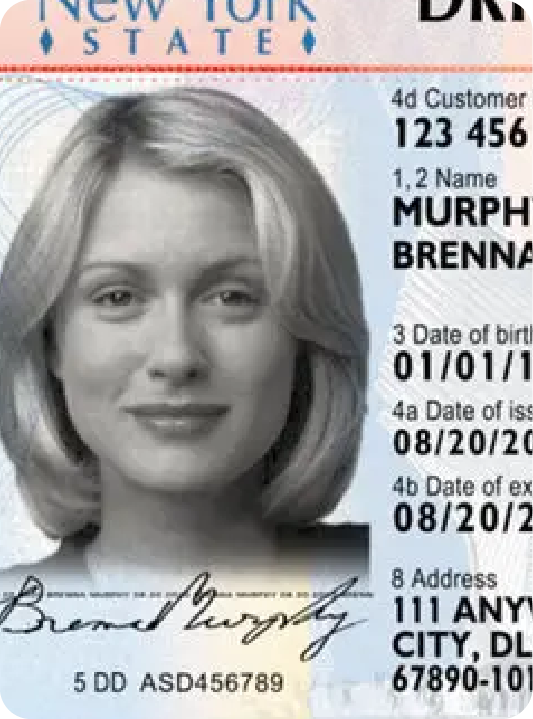 New York
STATE
DRI
4d Customer
123 456
1, 2 Name
MURPHY
BRENNA
3 Date of birth
01/01/1
4a Date of iss
08/20/20
4b Date of ex
08/20/2
8 Address
111 ANY
CITY, DL
67890-101
Brenna Murphy
5 DD ASD456789